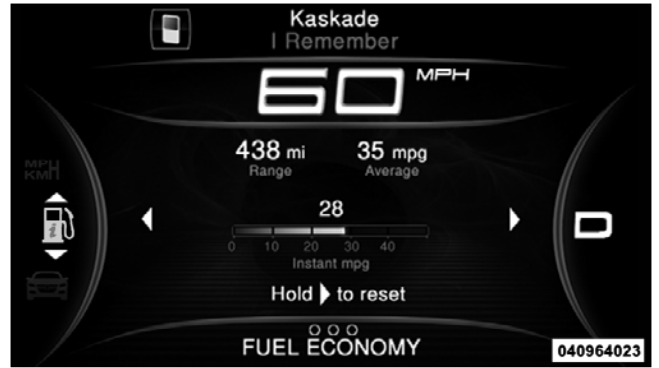 Kaskade
I Remember
60 MPH
438 mi
Range
35 mpg
Average
MPH
KMH
28
0 10 20 30 40
Instant mpg
D
Hold to reset
FUEL ECONOMY
040964023